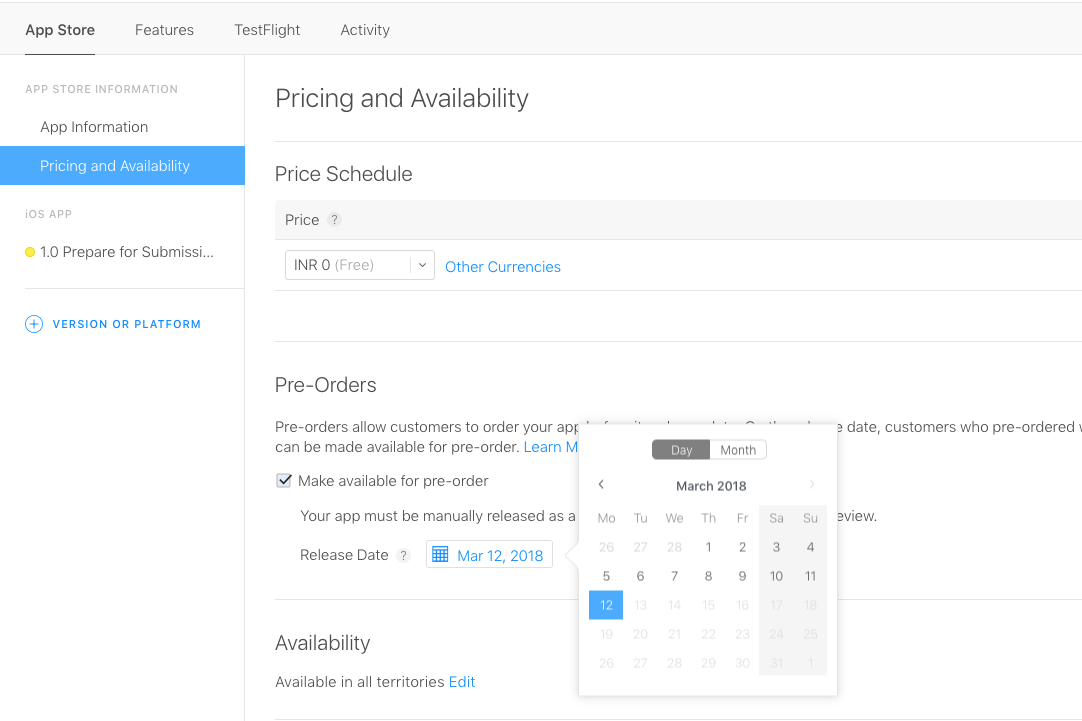 App Store Features TestFlight Activity
APP STORE INFORMATION
App Information
Pricing and Availability
iOS APP
1.0 Prepare for Submissi...
VERSION OR PLATFORM
Pricing and Availability
Price Schedule
Price ?
INR 0 (Free) Other Currencies
Pre-Orders
Pre-orders allow customers to order your app date, customers who pre-ordered
can be made available for pre-order. Learn M
Make available for pre-order
Your app must be manually released as a eview.
Release Date ? Mar 12, 2018
Day Month
March 2018
Mo Tu We Th Fr Sa Su
26 27 28 1 2 3 4
5 6 7 8 9 10 11
12 13 14 15 16 17 18
19 20 21 22 23 24 25
26 27 28 29 30 31 1
Availability
Available in all territories Edit